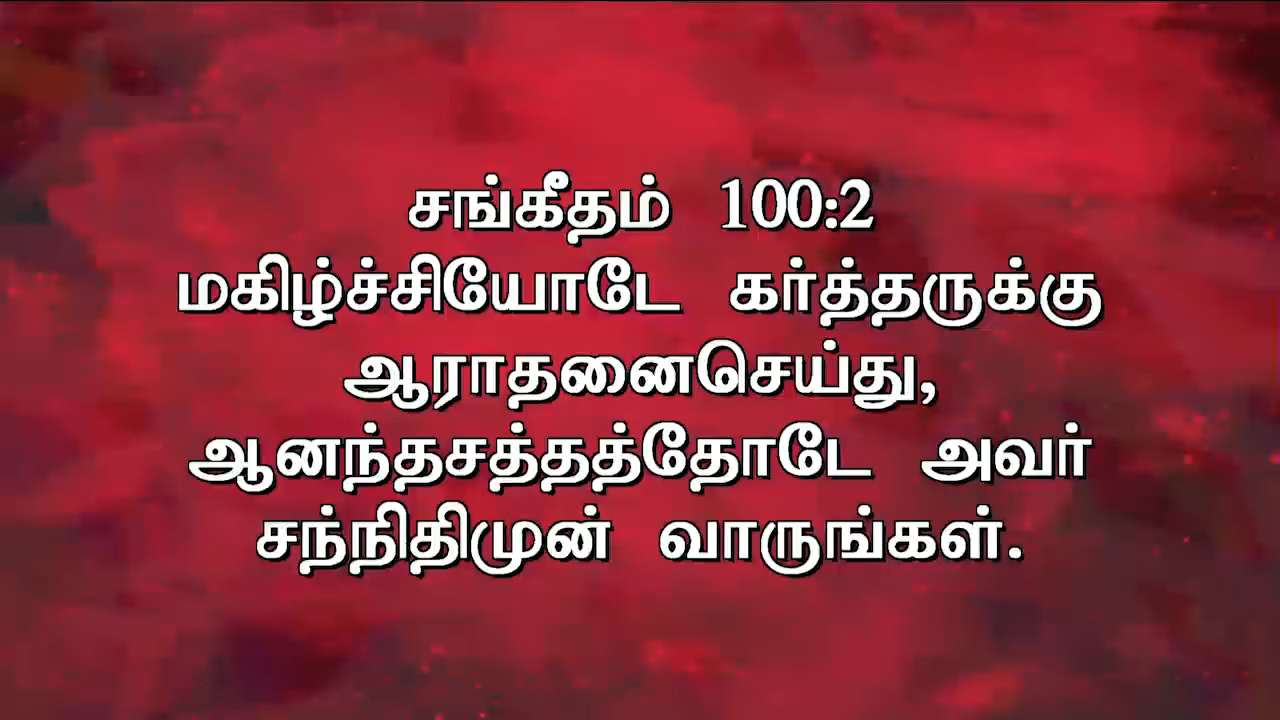 சங்கீதம் 100:2
மகிழ்ச்சியோடே கர்த்தருக்கு
ஆராதனைசெய்து,
ஆனந்தசத்தத்தோடே அவர்
சந்நிதிமுன் வாருங்கள்.